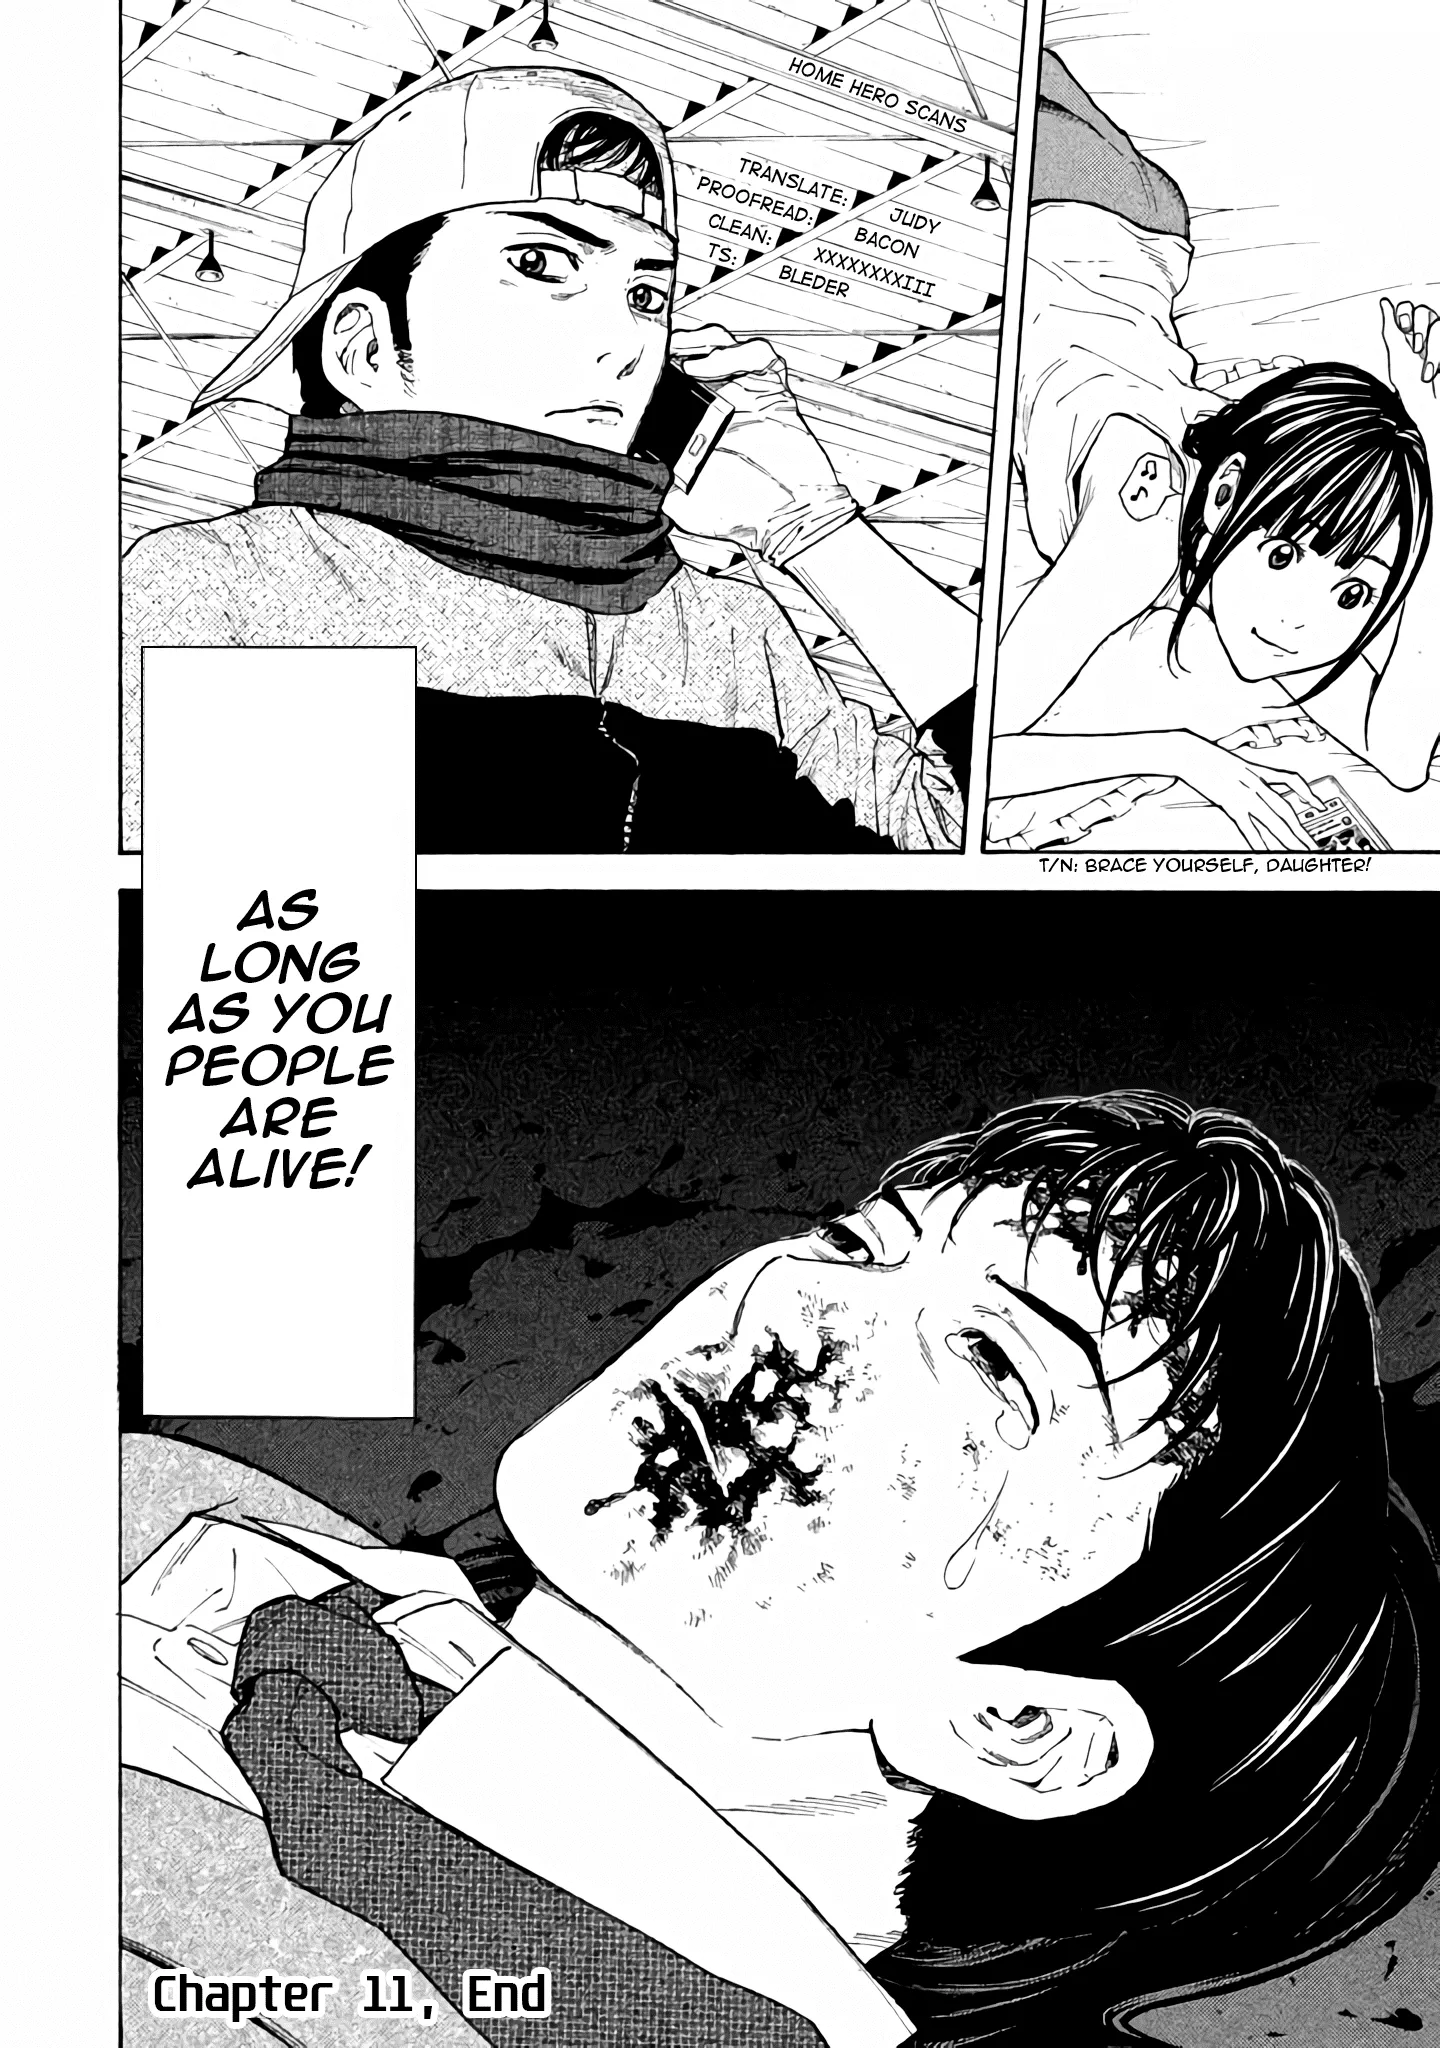 HOME HERO SCANS
TRANSLATE: JUDY
PROOFREAD: BACON
CLEAN: XXXXXXXXIII
TS: BLEDER
T/N: BRACE YOURSELF, DAUGHTER!
AS
LONG
AS YOU
PEOPLE
ARE
ALIVE!
Chapter 11, End